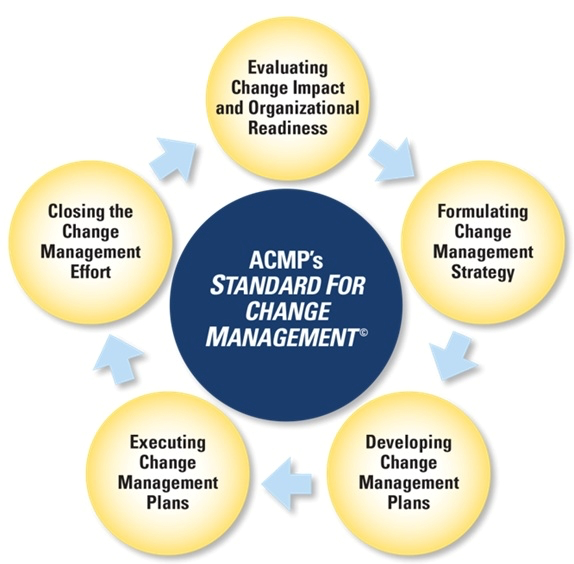 Evaluating
Change Impact
and Organizational
Readiness
Formulating
Change
Management
Strategy
Developing
Change
Management
Plans
Executing
Change
Management
Plans
Closing the
Change
Management
Effort
ACMP's
STANDARD FOR
CHANGE
MANAGEMENT©